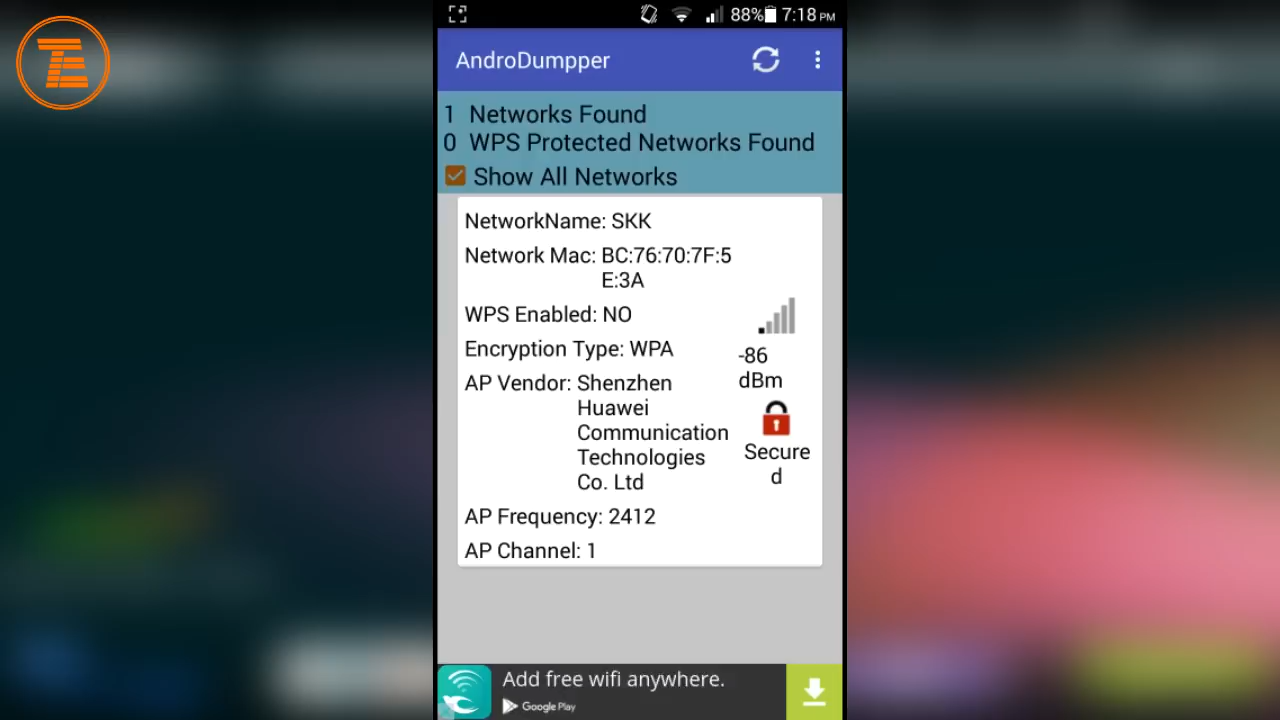 88% 7:18 PM
AndroDumpper
1 Networks Found
0 WPS Protected Networks Found
Show All Networks
NetworkName: SKK
Network Mac: BC:76:70:7F:5
E:3A
WPS Enabled: NO
Encryption Type: WPA
-86
dBm
AP Vendor: Shenzhen
Huawei
Communication
Technologies
Co. Ltd
Secure
d
AP Frequency: 2412
AP Channel: 1
Add free wifi anywhere.
Google Play